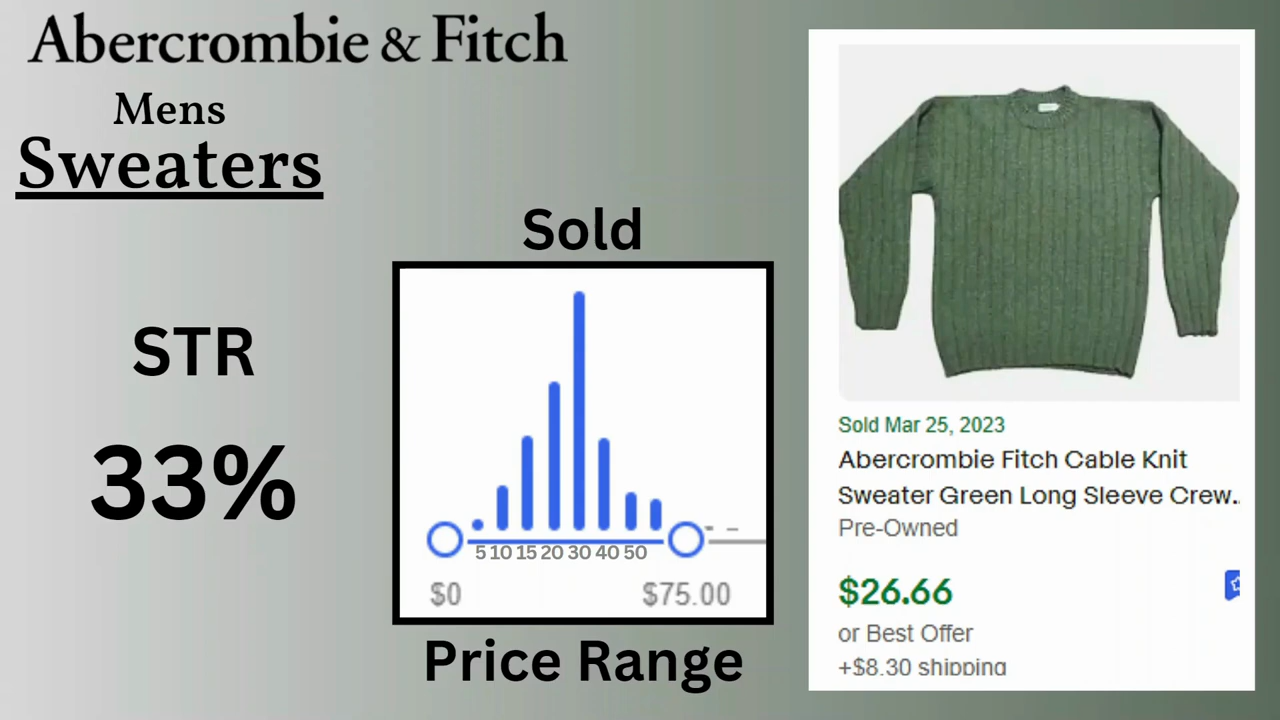 Abercrombie & Fitch
Mens
Sweaters
STR
33%
Sold
5 10 15 20 30 40 50
$0 $75.00
Price Range
Sold Mar 25, 2023
Abercrombie Fitch Cable Knit
Sweater Green Long Sleeve Crew..
Pre-Owned
$26.66
or Best Offer
+$8.30 shipping